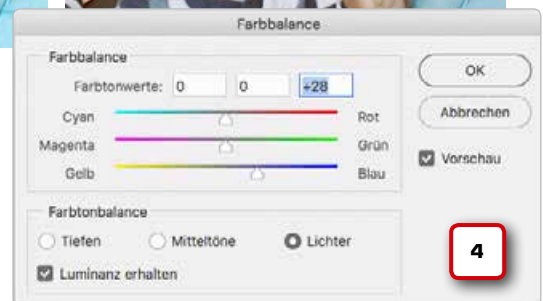 Farbbalance
Farbbalance
Farbtonwerte: 0 0 +28
Cyan Rot
Magenta Grün
Gelb Blau
OK
Abbrechen
Vorschau
Farbtonbalance
Tiefen Mitteltöne Lichter
Luminanz erhalten
4